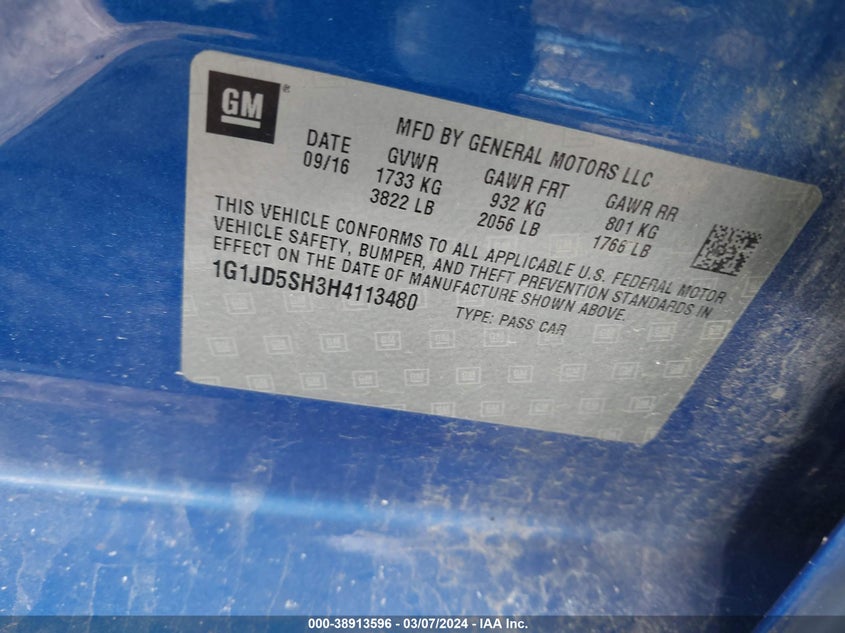 GM®
MFD BY GENERAL MOTORS LLC
DATE GVWR GAWR FRT GAWR RR
09/16 1733 KG 932 KG 801 KG
3822 LB 2056 LB 1766 LB
THIS VEHICLE CONFORMS TO ALL APPLICABLE U.S. FEDERAL MOTOR
VEHICLE SAFETY, BUMPER, AND THEFT PREVENTION STANDARDS IN
EFFECT ON THE DATE OF MANUFACTURE SHOWN ABOVE.
1G1JD5SH3H4113480 TYPE: PASS CAR
000-38913596 - 03/07/2024 - IAA Inc.